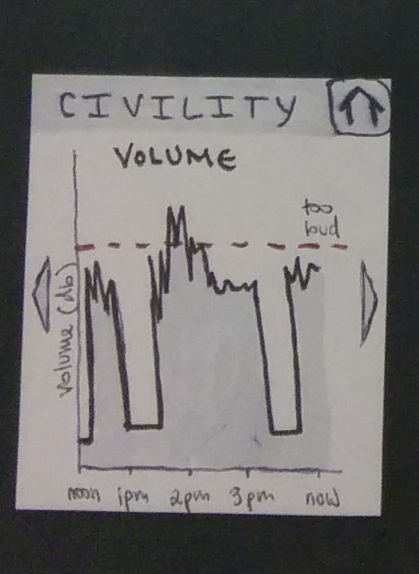 CIVILITY
VOLUME
too
loud
Volume (db)
noon 1pm 2pm 3pm now